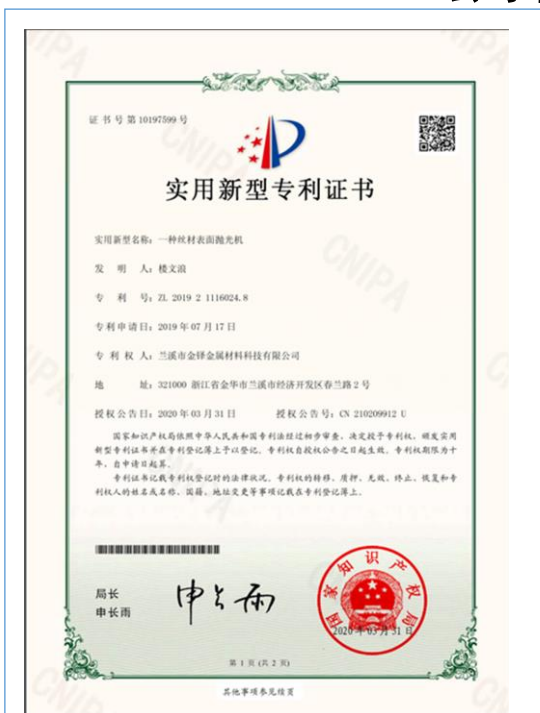 证书号第10197599号
实用新型专利证书
实用新型名称：一种丝材表面抛光机
发 明 人：楼文浪
专 利 号：ZL 2019 2 1116024.8
专利申请日：2019年07月17日
专 利 权 人：兰溪市金铎金属材料科技有限公司
地 址：321000 浙江省金华市兰溪市经济开发区春兰路2号
授权公告日：2020年03月31日 授权公告号：CN 210209912 U
国家知识产权局依照中华人民共和国专利法经过初步审查，决定授予专利权，颁发实用
新型专利证书并在专利登记簿上予以登记。专利权自授权公告之日起生效。专利权期限为十
年，自申请日起算。
专利证书记载专利权登记时的法律状况。专利权的转移、质押、无效、终止、恢复和专
利权人的姓名或名称、国籍、地址变更等事项记载在专利登记簿上。
局长
申长雨
申长雨
国家知识产权局
2020年03月31日
第 1 页 (共 2 页)
其他事项参见续页
CNIPA